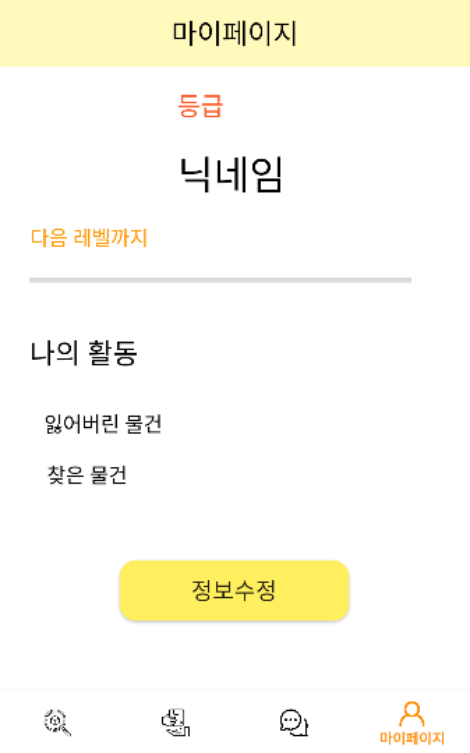 마이페이지
등급
닉네임
다음 레벨까지
나의 활동
잃어버린 물건
찾은 물건
정보수정
마이페이지